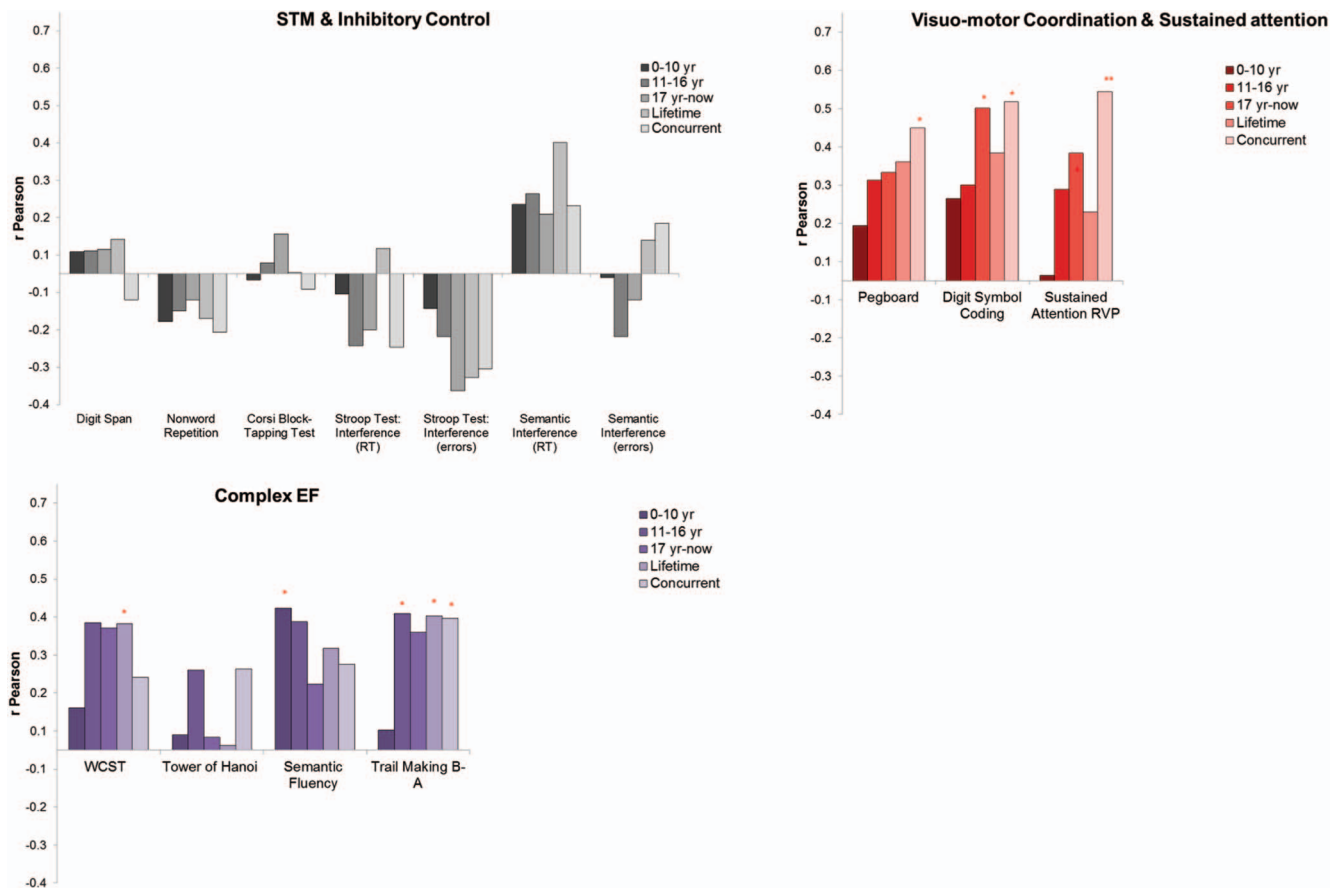 STM & Inhibitory Control
0.7
0.6
0.5
0.4
0.3
0.2
0.1
-0.1
-0.2
-0.3
-0.4
r Pearson
0-10 yr
11-16 yr
17 yr-now
Lifetime
Concurrent
Digit Span
Nonword
Repetition
Corsi Block-
Tapping Test
Stroop Test:
Interference
(RT)
Stroop Test:
Interference
(errors)
Semantic
Interference
(RT)
Semantic
Interference
(errors)
Visuo-motor Coordination & Sustained attention
0.7
0.6
0.5
0.4
0.3
0.2
0.1
-0.1
-0.2
-0.3
-0.4
r Pearson
0-10 yr
11-16 yr
17 yr-now
Lifetime
Concurrent
*
*
*
**
Pegboard
Digit Symbol
Coding
Sustained
Attention RVP
Complex EF
0.7
0.6
0.5
0.4
0.3
0.2
0.1
-0.1
-0.2
-0.3
-0.4
r Pearson
0-10 yr
11-16 yr
17 yr-now
Lifetime
Concurrent
*
*
*
*
*
WCST
Tower of Hanoi
Semantic
Fluency
Trail Making B-
A